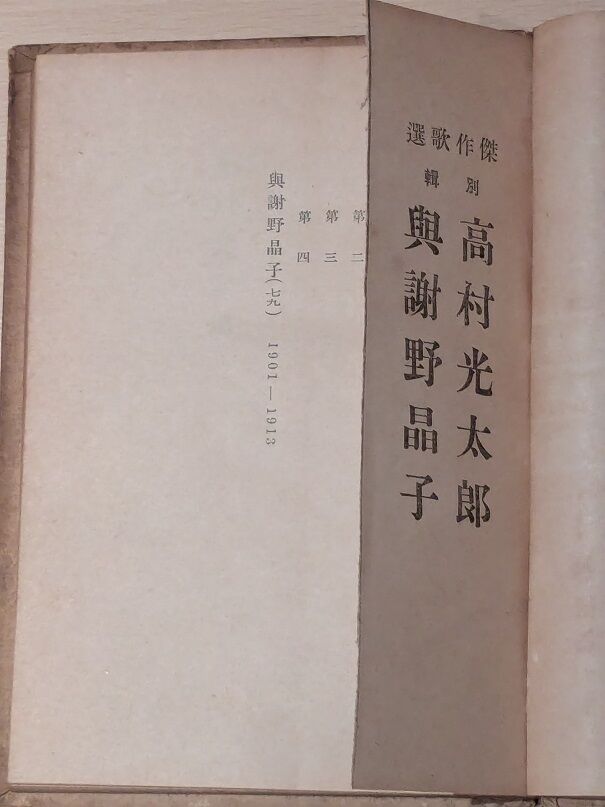 傑作歌選
別輯
高村光太郎
與謝野晶子
第二
第三
第四
與謝野晶子(七九) 1901—1913